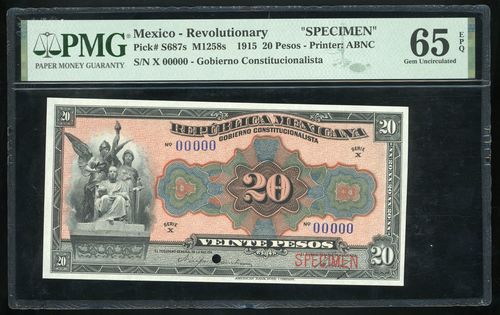 PMG
PAPER MONEY GUARANTY
Mexico - Revolutionary "SPECIMEN"
Pick# S687s M1258s 1915 20 Pesos - Printer: ABNC
S/N X 00000 - Gobierno Constitucionalista
65 EPQ
Gem Uncirculated
20 REPÚBLICA MEXICANA 20
GOBIERNO CONSTITUCIONALISTA
No 00000
SERIE X
20
SERIE X
No 00000
VEINTE PESOS
20 SPECIMEN 20